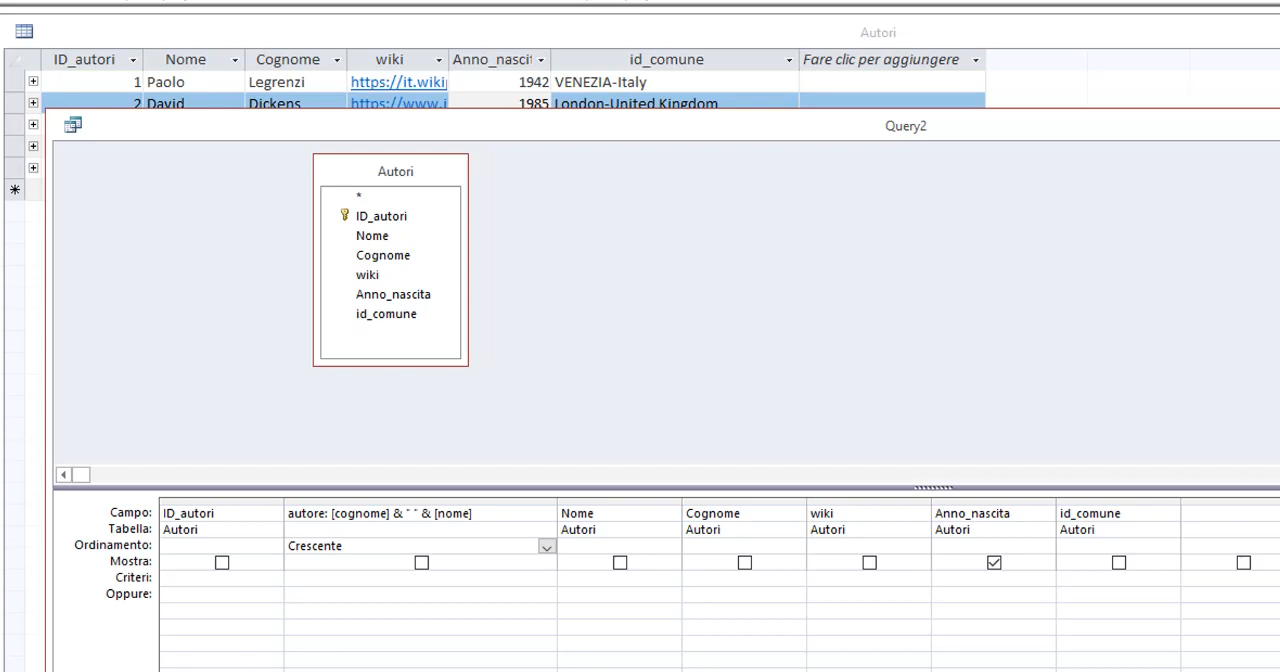 Autori
ID_autori Nome Cognome wiki Anno_nascit id_comune Fare clic per aggiungere
1 Paolo Legrenzi https://it.wiki 1942 VENEZIA-Italy
2 David Dickens https://www.i 1985 London-United Kingdom
Query2
Autori
*
ID_autori
Nome
Cognome
wiki
Anno_nascita
id_comune
Campo: ID_autori autore: [cognome] & " " & [nome] Nome Cognome wiki Anno_nascita id_comune
Tabella: Autori Autori Autori Autori Autori Autori
Ordinamento: Crescente
Mostra:
Criteri:
Oppure: